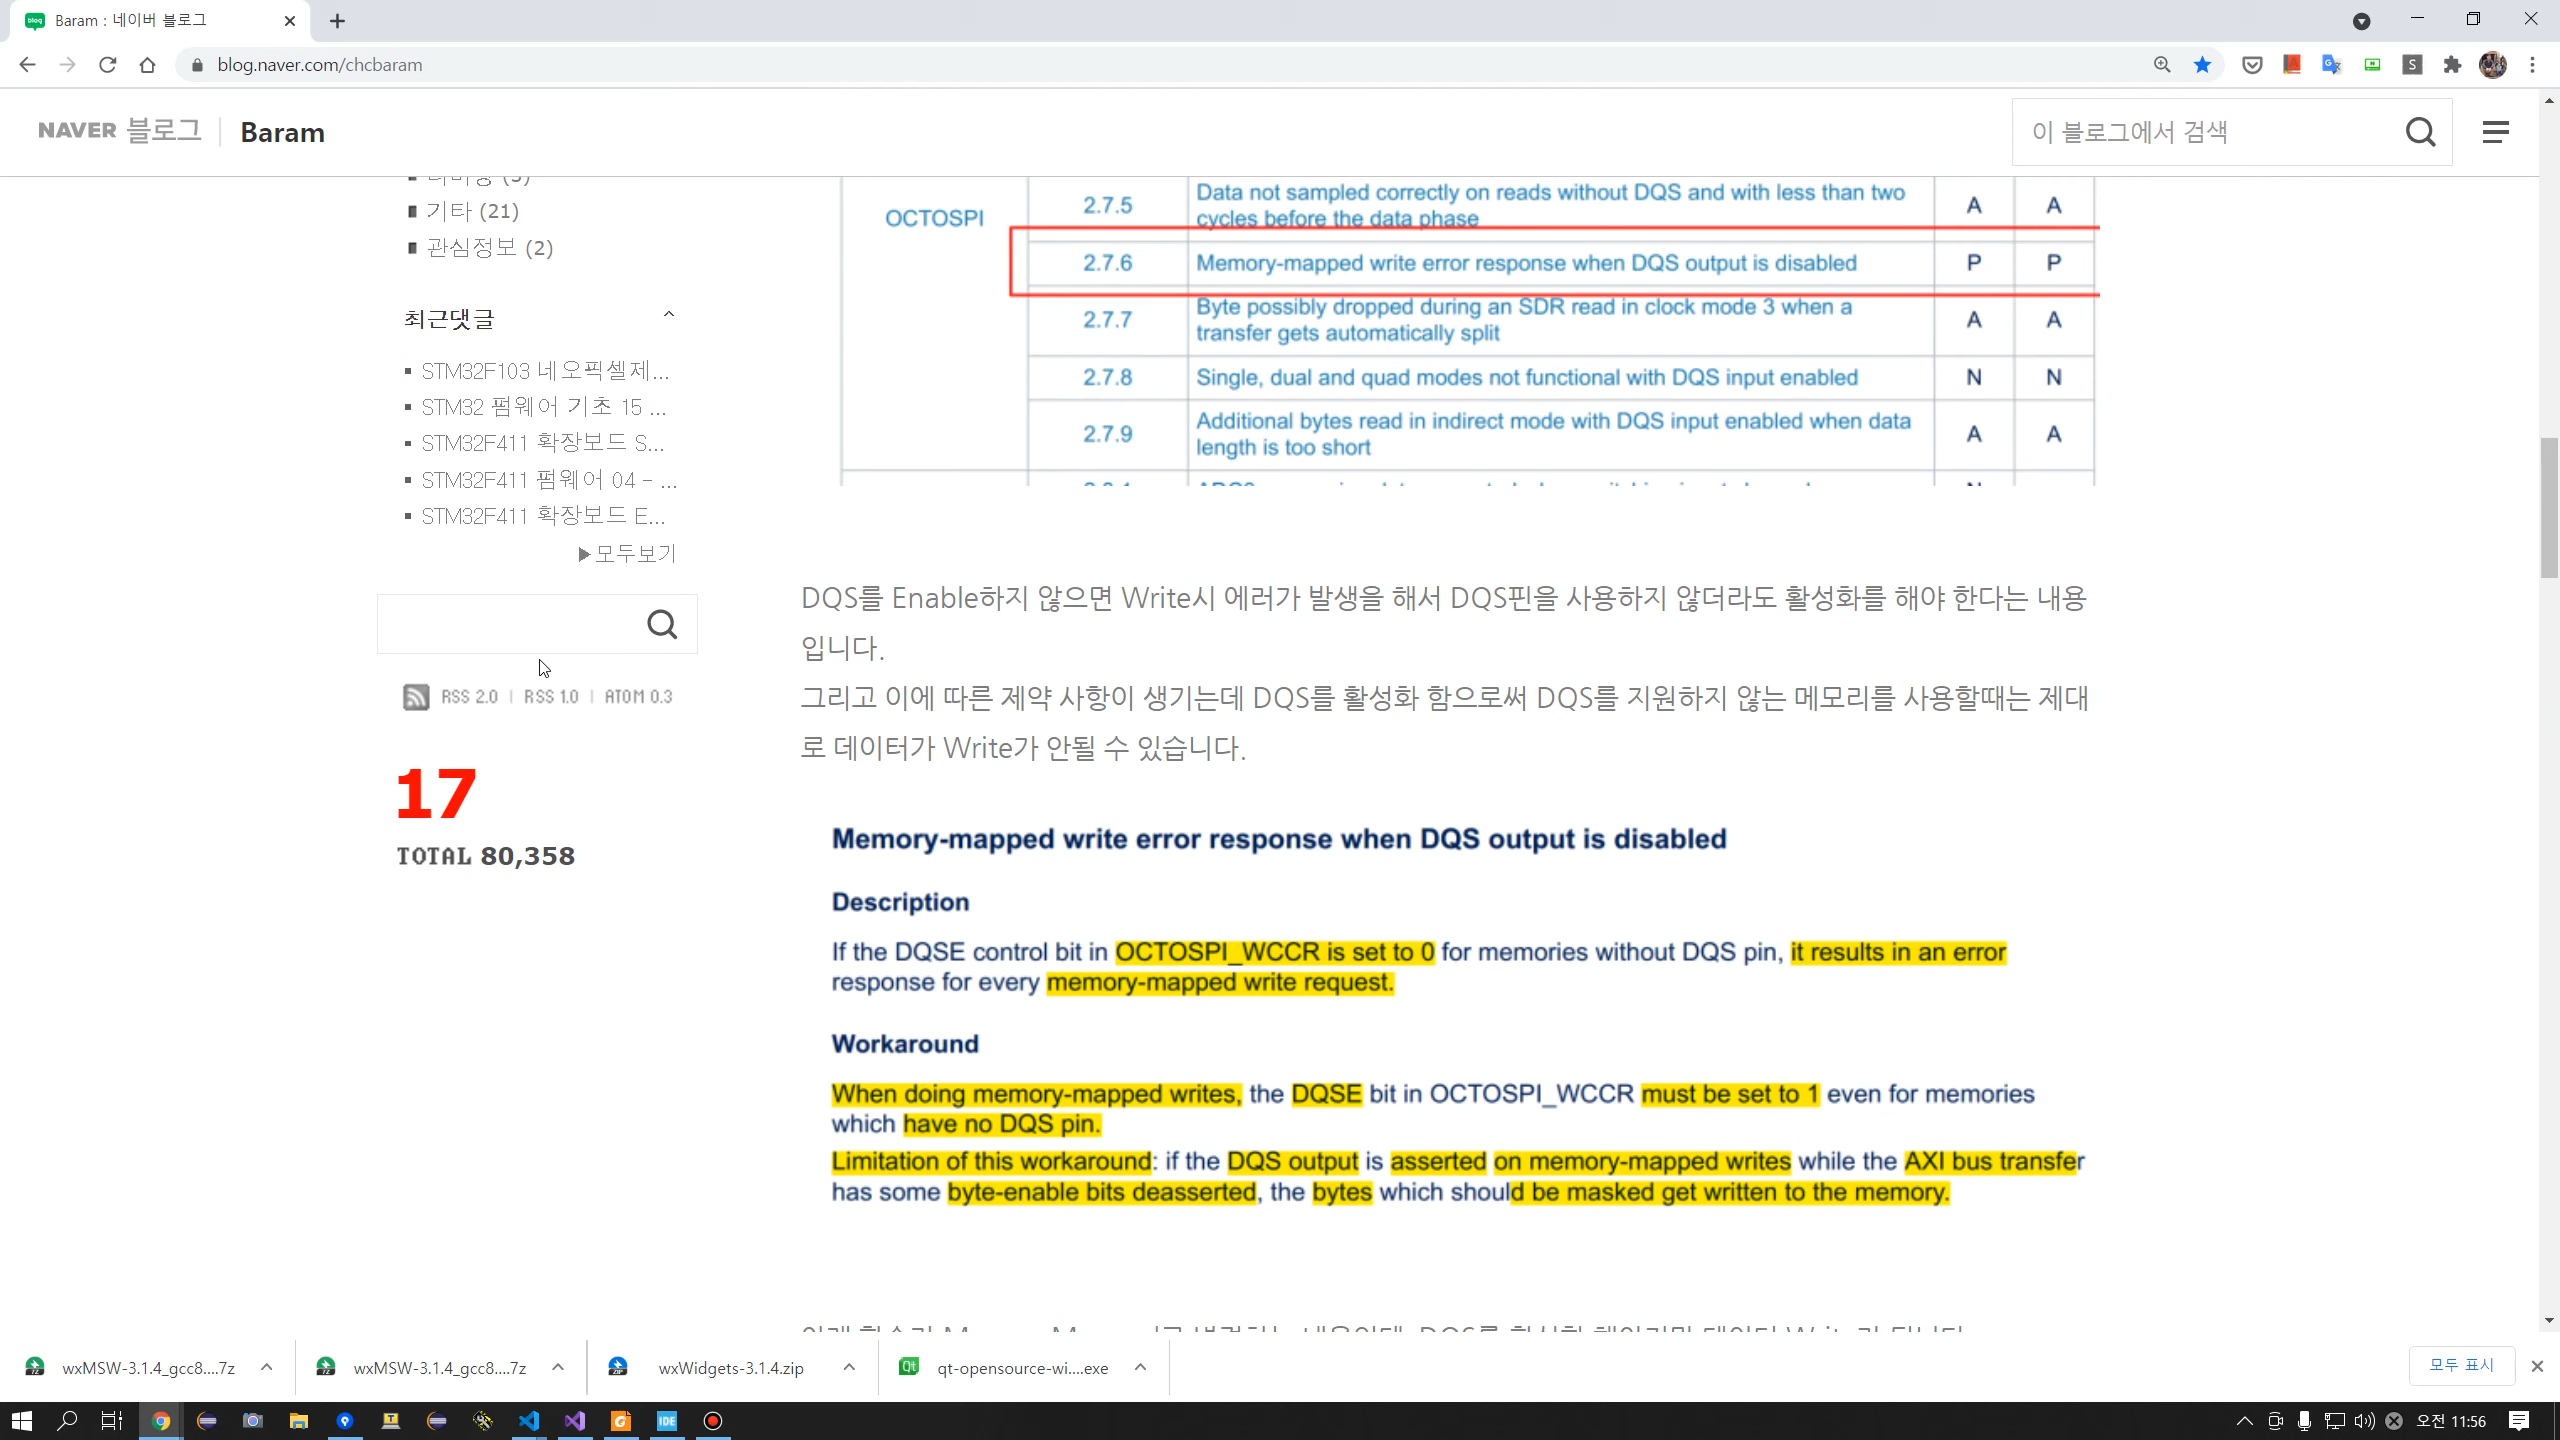 Baram : 네이버 블로그
blog.naver.com/chcbaram
NAVER 블로그
Baram
이 블로그에서 검색
기타 (21)
관심정보 (2)
최근댓글
STM32F103 네오픽셀제...
STM32 펌웨어 기초 15 ...
STM32F411 확장보드 S...
STM32F411 펌웨어 04 - ...
STM32F411 확장보드 E...
▶모두보기
RSS 2.0 | RSS 1.0 | ATOM 0.3
17
TOTAL 80,358
OCTOSPI
2.7.5 Data not sampled correctly on reads without DQS and with less than two A A
cycles before the data phase
2.7.6 Memory-mapped write error response when DQS output is disabled P P
2.7.7 Byte possibly dropped during an SDR read in clock mode 3 when a A A
transfer gets automatically split
2.7.8 Single, dual and quad modes not functional with DQS input enabled N N
2.7.9 Additional bytes read in indirect mode with DQS input enabled when data A A
length is too short
DQS를 Enable하지 않으면 Write시 에러가 발생을 해서 DQS핀을 사용하지 않더라도 활성화를 해야 한다는 내용
입니다.
그리고 이에 따른 제약 사항이 생기는데 DQS를 활성화 함으로써 DQS를 지원하지 않는 메모리를 사용할때는 제대
로 데이터가 Write가 안될 수 있습니다.
Memory-mapped write error response when DQS output is disabled
Description
If the DQSE control bit in OCTOSPI_WCCR is set to 0 for memories without DQS pin, it results in an error
response for every memory-mapped write request.
Workaround
When doing memory-mapped writes, the DQSE bit in OCTOSPI_WCCR must be set to 1 even for memories
which have no DQS pin.
Limitation of this workaround: if the DQS output is asserted on memory-mapped writes while the AXI bus transfer
has some byte-enable bits deasserted, the bytes which should be masked get written to the memory.
wxMSW-3.1.4_gcc8....7z
wxMSW-3.1.4_gcc8....7z
wxWidgets-3.1.4.zip
qt-opensource-wi....exe
모두 표시
IDE
오전 11:56